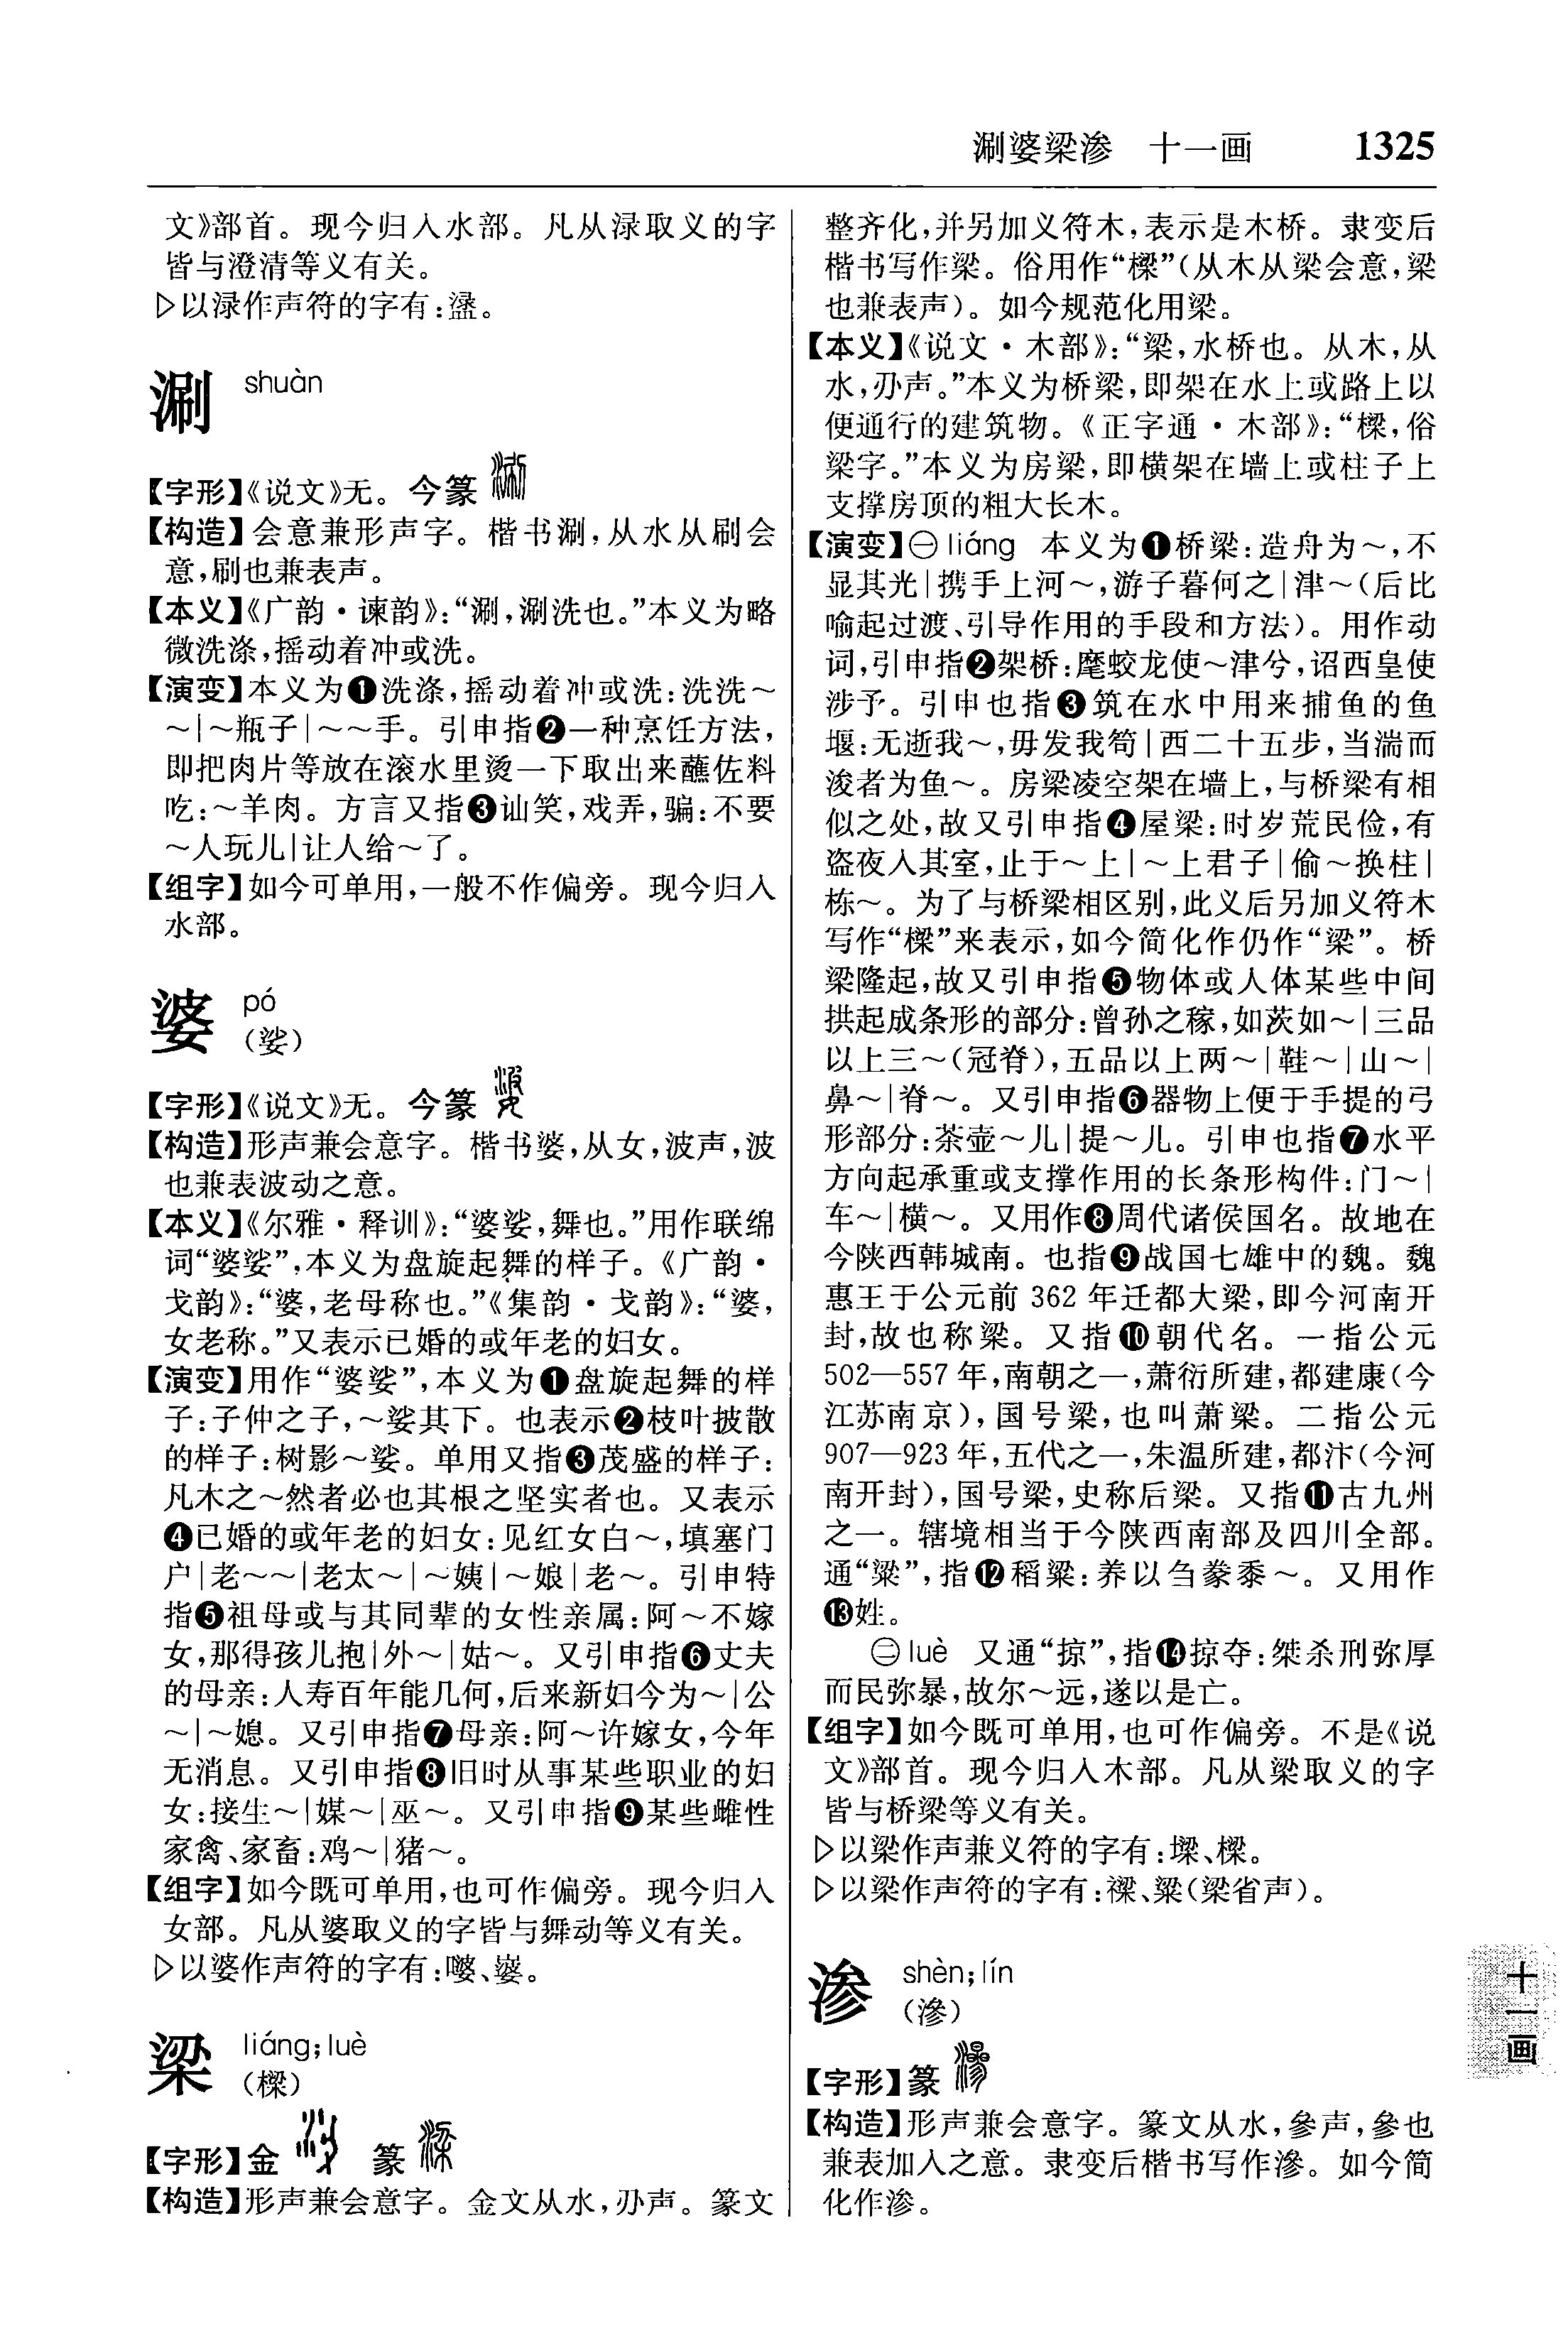 涮婆梁渗　十一画　1325
文》部首。现今归入水部。凡从渌取义的字
皆与澄清等义有关。
▷以渌作声符的字有:盝。
涮 shuàn
【字形】《说文》无。今篆
【构造】会意兼形声字。楷书涮,从水从刷会
意,刷也兼表声。
【本义】《广韵·谏韵》:“涮,涮洗也。”本义为略
微洗涤,摇动着冲或洗。
【演变】本义为❶洗涤,摇动着冲或洗:洗洗～
～|～瓶子|～～手。引申指❷一种烹饪方法,
即把肉片等放在滚水里烫一下取出来蘸佐料
吃:～羊肉。方言又指❸讪笑,戏弄,骗:不要
～人玩儿|让人给～了。
【组字】如今可单用,一般不作偏旁。现今归入
水部。
婆 pó
(娑)
【字形】《说文》无。今篆
【构造】形声兼会意字。楷书婆,从女,波声,波
也兼表波动之意。
【本义】《尔雅·释训》:“婆娑,舞也。”用作联绵
词“婆娑”,本义为盘旋起舞的样子。《广韵·
戈韵》:“婆,老母称也。”《集韵·戈韵》:“婆,
女老称。”又表示已婚的或年老的妇女。
【演变】用作“婆娑”,本义为❶盘旋起舞的样
子:子仲之子,～娑其下。也表示❷枝叶披散
的样子:树影～娑。单用又指❸茂盛的样子:
凡木之～然者必也其根之坚实者也。又表示
❹已婚的或年老的妇女:见红女白～,填塞门
户|老～～|老太～|～姨|～娘|老～。引申特
指❺祖母或与其同辈的女性亲属:阿～不嫁
女,那得孩儿抱|外～|姑～。又引申指❻丈夫
的母亲:人寿百年能几何,后来新妇今为～|公
～|～媳。又引申指❼母亲:阿～许嫁女,今年
无消息。又引申指❽旧时从事某些职业的妇
女:接生～|媒～|巫～。又引申指❾某些雌性
家禽、家畜:鸡～|猪～。
【组字】如今既可单用,也可作偏旁。现今归入
女部。凡从婆取义的字皆与舞动等义有关。
▷以婆作声符的字有:
梁 liáng;luè
(樑)
【字形】金　篆
【构造】形声兼会意字。金文从水,刅声。篆文
整齐化,并另加义符木,表示是木桥。隶变后
楷书写作梁。俗用作“樑”(从木从梁会意,梁
也兼表声)。如今规范化用梁。
【本义】《说文·木部》:“梁,水桥也。从木,从
水,刅声。”本义为桥梁,即架在水上或路上以
便通行的建筑物。《正字通·木部》:“樑,俗
梁字。”本义为房梁,即横架在墙上或柱子上
支撑房顶的粗大长木。
【演变】㊀liáng 本义为❶桥梁:造舟为～,不
显其光|携手上河～,游子暮何之|津～(后比
喻起过渡、引导作用的手段和方法)。用作动
词,引申指❷架桥:麾蛟龙使～津兮,诏西皇使
涉予。引申也指❸筑在水中用来捕鱼的鱼
堰:无逝我～,毋发我笱|西二十五步,当湍而
浚者为鱼～。房梁凌空架在墙上,与桥梁有相
似之处,故又引申指❹屋梁:时岁荒民俭,有
盗夜入其室,止于～上|～上君子|偷～换柱|
栋～。为了与桥梁相区别,此义后另加义符木
写作“樑”来表示,如今简化作仍作“梁”。桥
梁隆起,故又引申指❺物体或人体某些中间
拱起成条形的部分:曾孙之稼,如茨如～|三品
以上三～(冠脊),五品以上两～|鞋～|山～|
鼻～|脊～。又引申指❻器物上便于手提的弓
形部分:茶壶～儿|提～儿。引申也指❼水平
方向起承重或支撑作用的长条形构件:门～|
车～|横～。又用作❽周代诸侯国名。故地在
今陕西韩城南。也指❾战国七雄中的魏。魏
惠王于公元前362年迁都大梁,即今河南开
封,故也称梁。又指❿朝代名。一指公元
502—557年,南朝之一,萧衍所建,都建康(今
江苏南京),国号梁,也叫萧梁。二指公元
907—923年,五代之一,朱温所建,都汴(今河
南开封),国号梁,史称后梁。又指⓫古九州
之一。辖境相当于今陕西南部及四川全部。
通“粱”,指⓬稻粱:养以刍豢黍～。又用作
⓭姓。
㊁luè 又通“掠”,指⓮掠夺:桀杀刑弥厚
而民弥暴,故尔～远,遂以是亡。
【组字】如今既可单用,也可作偏旁。不是《说
文》部首。现今归入木部。凡从梁取义的字
皆与桥梁等义有关。
▷以梁作声兼义符的字有:墚、樑。
▷以梁作声符的字有:𥻧、粱(梁省声)。
渗 shèn;lín
(滲)
【字形】篆
【构造】形声兼会意字。篆文从水,參声,參也
兼表加入之意。隶变后楷书写作滲。如今简
化作渗。
十一画